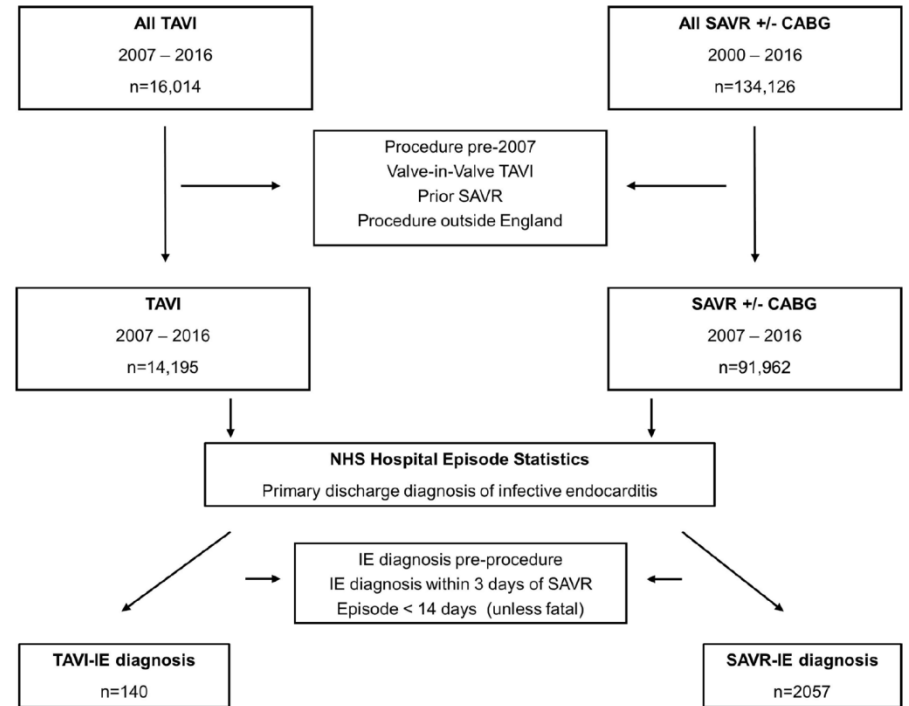 All TAVI
2007 – 2016
n=16,014
All SAVR +/- CABG
2000 – 2016
n=134,126
Procedure pre-2007
Valve-in-Valve TAVI
Prior SAVR
Procedure outside England
TAVI
2007 – 2016
n=14,195
SAVR +/- CABG
2007 – 2016
n=91,962
NHS Hospital Episode Statistics
Primary discharge diagnosis of infective endocarditis
IE diagnosis pre-procedure
IE diagnosis within 3 days of SAVR
Episode < 14 days (unless fatal)
TAVI-IE diagnosis
n=140
SAVR-IE diagnosis
n=2057